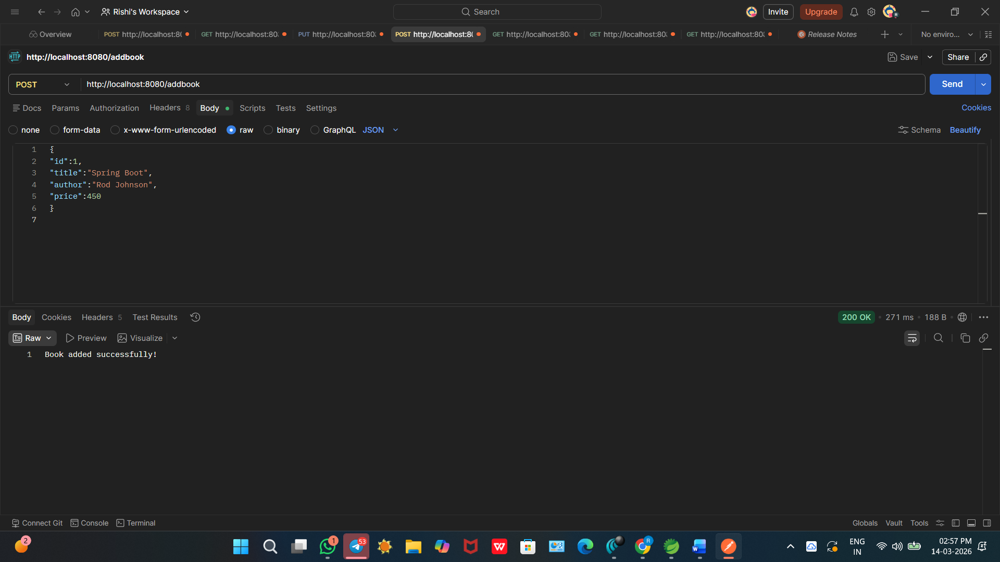 Rishi's Workspace
Search
Invite
Upgrade
R
Overview
POST http://localhost:80
GET http://localhost:80
PUT http://localhost:80
POST http://localhost:80
GET http://localhost:80
GET http://localhost:80
GET http://localhost:80
Release Notes
No enviro...
HTTP http://localhost:8080/addbook
Save
Share
POST
http://localhost:8080/addbook
Send
Docs
Params
Authorization
Headers 8
Body
Scripts
Tests
Settings
Cookies
none
form-data
x-www-form-urlencoded
raw
binary
GraphQL
JSON
Schema
Beautify
1 {
2 "id":1,
3 "title":"Spring Boot",
4 "author":"Rod Johnson",
5 "price":450
6 }
7
Body
Cookies
Headers 5
Test Results
200 OK
271 ms
188 B
Raw
Preview
Visualize
1 Book added successfully!
Connect Git
Console
Terminal
Globals
Vault
Tools
2
1
53
W
R
W
ENG
IN
02:57 PM
14-03-2026